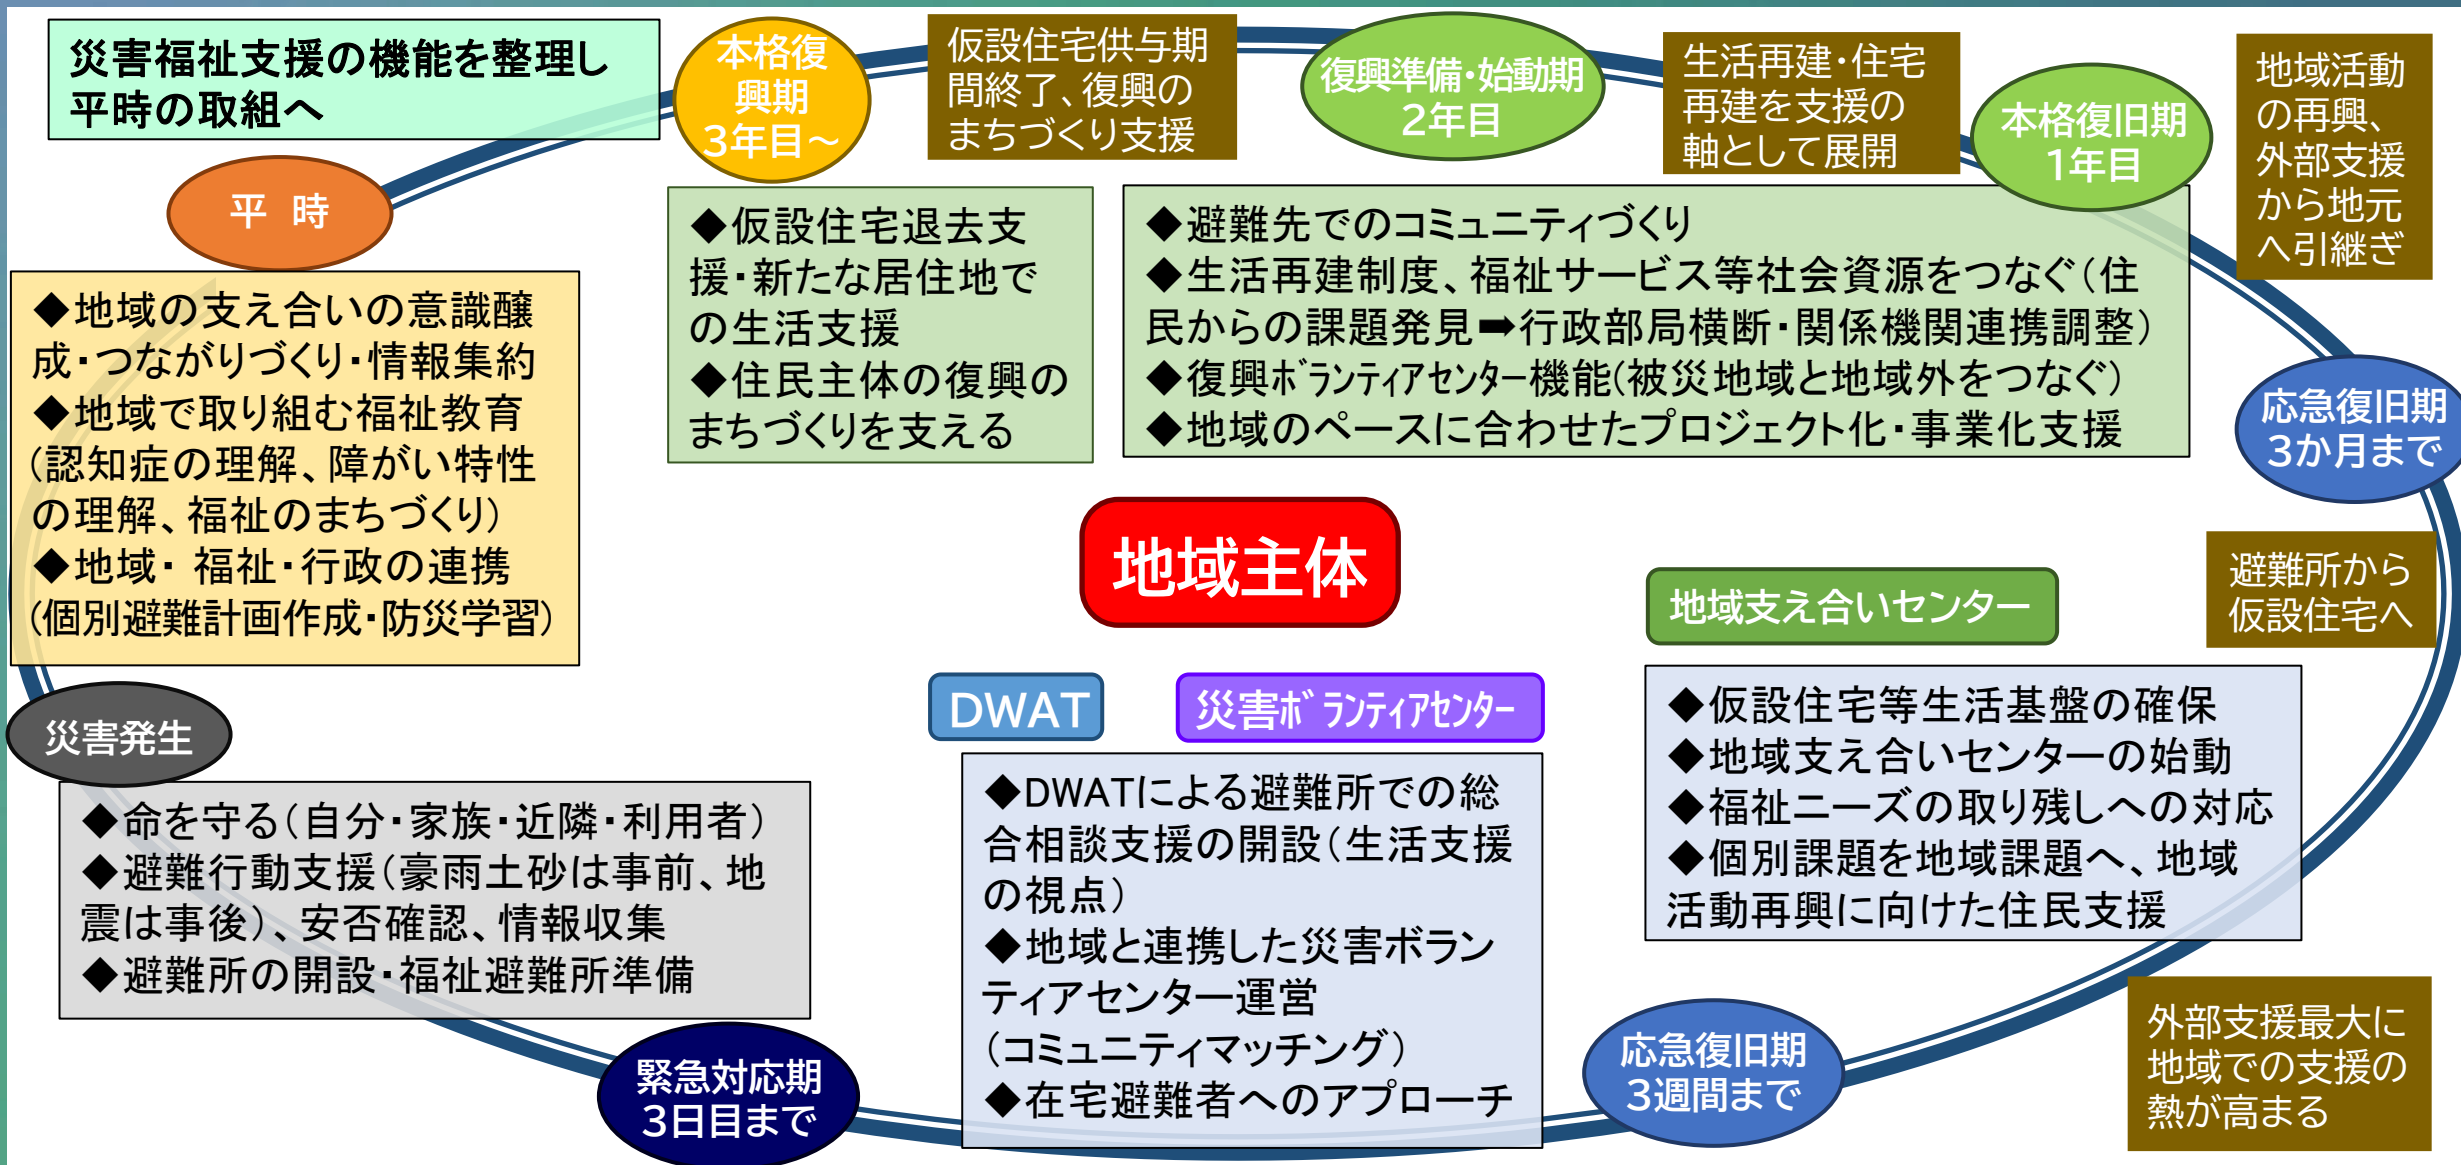 災害福祉支援の機能を整理し
平時の取組へ
本格復
興期
3年目～
仮設住宅供与期
間終了、復興の
まちづくり支援
復興準備・始動期
2年目
生活再建・住宅
再建を支援の
軸として展開
本格復旧期
1年目
地域活動
の再興、
外部支援
から地元
へ引継ぎ
平 時
◆地域の支え合いの意識醸
成・つながりづくり・情報集約
◆地域で取り組む福祉教育
(認知症の理解、障がい特性
の理解、福祉のまちづくり)
◆地域・ 福祉・行政の連携
(個別避難計画作成・防災学習)
◆仮設住宅退去支
援・新たな居住地で
の生活支援
◆住民主体の復興の
まちづくりを支える
◆避難先でのコミュニティづくり
◆生活再建制度、福祉サービス等社会資源をつなぐ(住
民からの課題発見➡行政部局横断・関係機関連携調整)
◆復興ﾎﾞﾗﾝﾃｨｱｾﾝﾀｰ機能(被災地域と地域外をつなぐ)
◆地域のペースに合わせたプロジェクト化・事業化支援
応急復旧期
3か月まで
地域主体
避難所から
仮設住宅へ
地域支え合いセンター
DWAT
災害ﾎﾞﾗﾝﾃｨｱｾﾝﾀｰ
◆仮設住宅等生活基盤の確保
◆地域支え合いセンターの始動
◆福祉ニーズの取り残しへの対応
◆個別課題を地域課題へ、地域
活動再興に向けた住民支援
災害発生
◆命を守る(自分・家族・近隣・利用者)
◆避難行動支援(豪雨土砂は事前、地
震は事後)、安否確認、情報収集
◆避難所の開設・福祉避難所準備
◆DWATによる避難所での総
合相談支援の開設(生活支援
の視点)
◆地域と連携した災害ボラン
ティアセンター運営
(コミュニティマッチング)
◆在宅避難者へのアプローチ
緊急対応期
3日目まで
応急復旧期
3週間まで
外部支援最大に
地域での支援の
熱が高まる